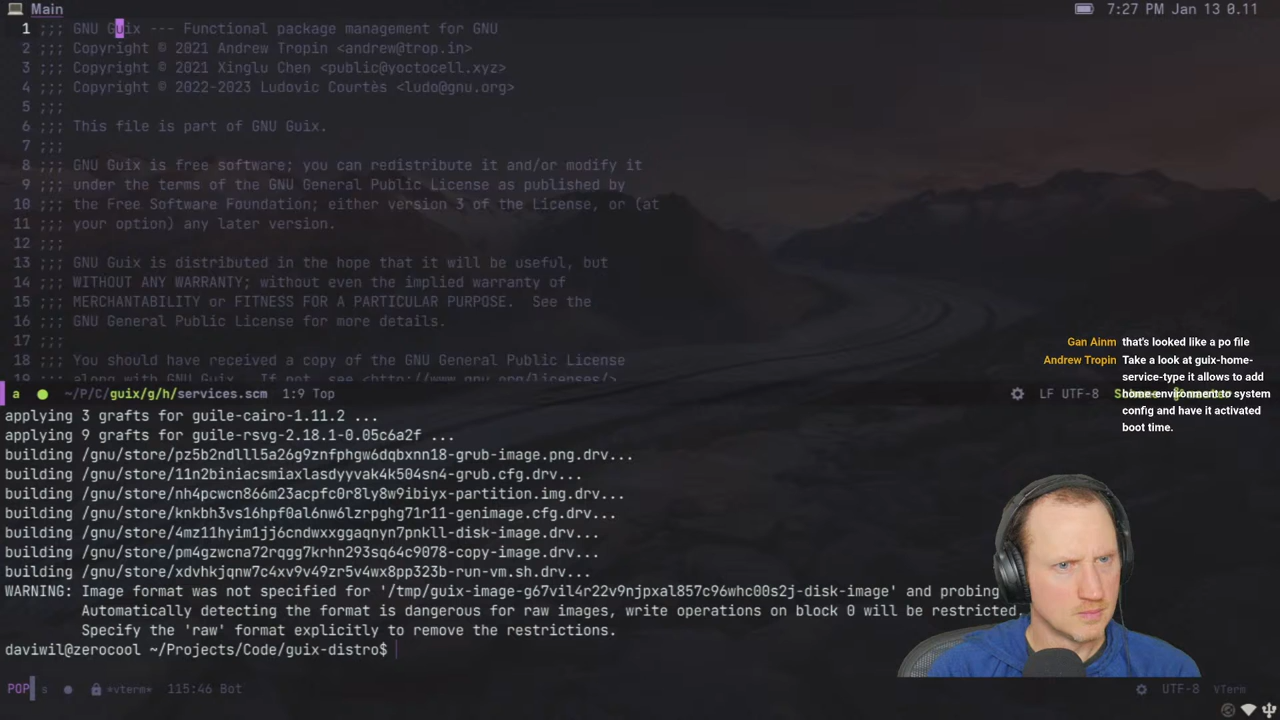 Main
7:27 PM Jan 13 0.11
1 ;;; GNU Guix --- Functional package management for GNU
2 ;;; Copyright © 2021 Andrew Tropin <andrew@trop.in>
3 ;;; Copyright © 2021 Xinglu Chen <public@yoctocell.xyz>
4 ;;; Copyright © 2022-2023 Ludovic Courtès <ludo@gnu.org>
5 ;;;
6 ;;; This file is part of GNU Guix.
7 ;;;
8 ;;; GNU Guix is free software; you can redistribute it and/or modify it
9 ;;; under the terms of the GNU General Public License as published by
10 ;;; the Free Software Foundation; either version 3 of the License, or (at
11 ;;; your option) any later version.
12 ;;;
13 ;;; GNU Guix is distributed in the hope that it will be useful, but
14 ;;; WITHOUT ANY WARRANTY; without even the implied warranty of
15 ;;; MERCHANTABILITY or FITNESS FOR A PARTICULAR PURPOSE.  See the
16 ;;; GNU General Public License for more details.
17 ;;;
18 ;;; You should have received a copy of the GNU General Public License
19 ;;; along with GNU Guix.  If not, see <http://www.gnu.org/licenses/>.
Gan Ainm that's looked like a po file
Andrew Tropin Take a look at guix-home-
service-type it allows to add
home-environment to system
config and have it activated
boot time.
a ~/P/C/guix/g/h/services.scm 1:9 Top LF UTF-8
applying 3 grafts for guile-cairo-1.11.2 ...
applying 9 grafts for guile-rsvg-2.18.1-0.05c6a2f ...
building /gnu/store/pz5b2ndlll5a26g9znfphgw6dqbxnn18-grub-image.png.drv...
building /gnu/store/11n2biniacsmiaxlasdyyvak4k504sn4-grub.cfg.drv...
building /gnu/store/nh4pcwcn866m23acpfc0r8ly8w9ibiyx-partition.img.drv...
building /gnu/store/knkbh3vs16hpf0al6nw6lzrpghg71r11-genimage.cfg.drv...
building /gnu/store/4mz11hyim1jj6cndwxxggaqnyn7pnkll-disk-image.drv...
building /gnu/store/pm4gzwcna72rqgg7krhn293sq64c9078-copy-image.drv...
building /gnu/store/xdvhkjqnw7c4xv9v49zr5v4wx8pp323b-run-vm.sh.drv...
WARNING: Image format was not specified for '/tmp/guix-image-g67vil4r22v9njpxal857c96whc00s2j-disk-image' and probing
Automatically detecting the format is dangerous for raw images, write operations on block 0 will be restricted.
Specify the 'raw' format explicitly to remove the restrictions.
daviwil@zerocool ~/Projects/Code/guix-distro$
POP s *vterm* 115:46 Bot UTF-8 VTerm